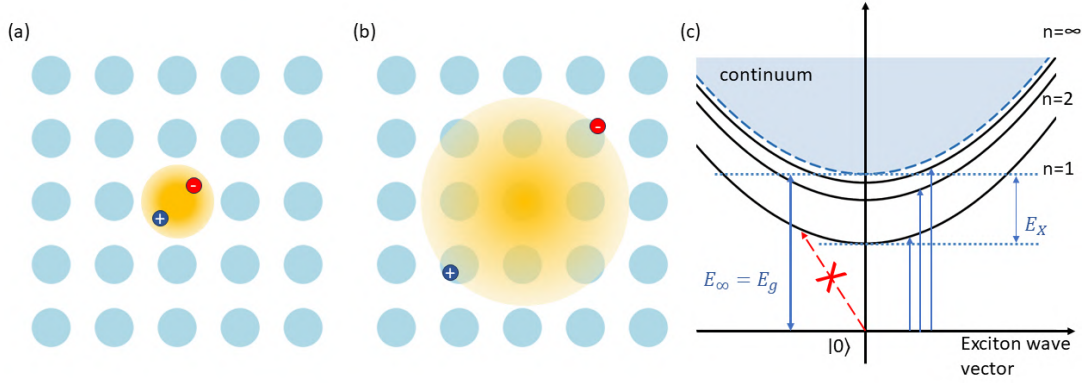 (a)
-
+
(b)
-
+
(c)
n=∞
continuum
n=2
n=1
E_X
E_∞ = E_g
|0⟩
Exciton wave
vector